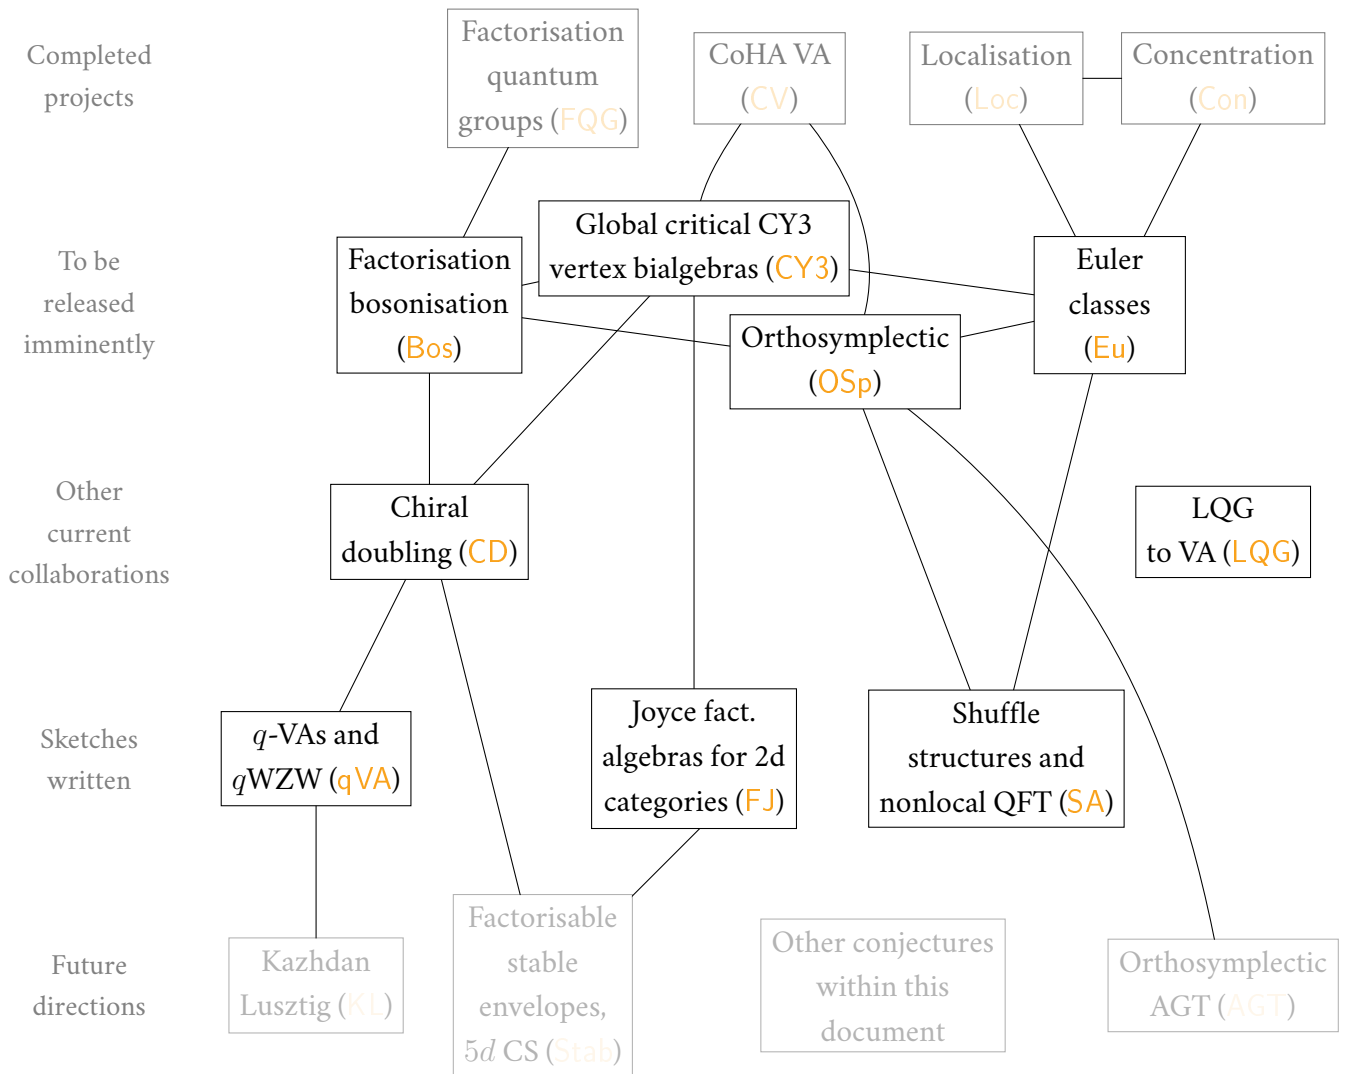 Completed
projects
Factorisation
quantum
groups (FQG)
CoHA VA
(CV)
Localisation
(Loc)
Concentration
(Con)
To be
released
imminently
Factorisation
bosonisation
(Bos)
Global critical CY3
vertex bialgebras (CY3)
Orthosymplectic
(OSp)
Euler
classes
(Eu)
Other
current
collaborations
Chiral
doubling (CD)
LQG
to VA (LQG)
Sketches
written
q-VAs and
qWZW (qVA)
Joyce fact.
algebras for 2d
categories (FJ)
Shuffle
structures and
nonlocal QFT (SA)
Future
directions
Kazhdan
Lusztig (KL)
Factorisable
stable
envelopes,
5d CS (Stab)
Other conjectures
within this
document
Orthosymplectic
AGT (AGT)